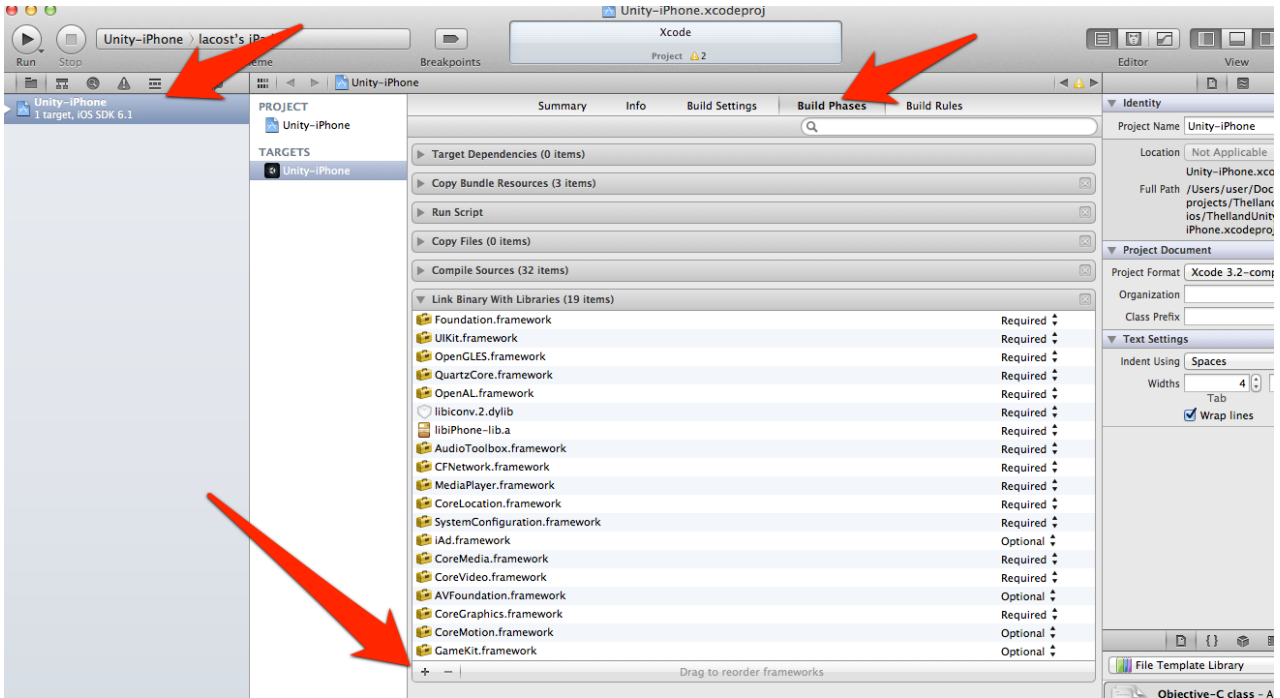 Unity-iPhone.xcodeproj
Unity-iPhone
lacost's iPa
Xcode
Project 2
Run
Stop
Breakpoints
Editor
View
Unity-iPhone
Unity-iPhone
1 target, iOS SDK 6.1
PROJECT
Unity-iPhone
TARGETS
Unity-iPhone
Summary
Info
Build Settings
Build Phases
Build Rules
Target Dependencies (0 items)
Copy Bundle Resources (3 items)
Run Script
Copy Files (0 items)
Compile Sources (32 items)
Link Binary With Libraries (19 items)
Foundation.framework Required
UIKit.framework Required
OpenGLES.framework Required
QuartzCore.framework Required
OpenAL.framework Required
libiconv.2.dylib Required
libiPhone-lib.a Required
AudioToolbox.framework Required
CFNetwork.framework Required
MediaPlayer.framework Required
CoreLocation.framework Required
SystemConfiguration.framework Required
iAd.framework Optional
CoreMedia.framework Required
CoreVideo.framework Required
AVFoundation.framework Optional
CoreGraphics.framework Required
CoreMotion.framework Optional
GameKit.framework Optional
+ −
Drag to reorder frameworks
Identity
Project Name Unity-iPhone
Location Not Applicable
Unity-iPhone.xco
Full Path /Users/user/Doc
projects/Thelland
ios/ThellandUnity
iPhone.xcodeproj
Project Document
Project Format Xcode 3.2-comp
Organization
Class Prefix
Text Settings
Indent Using Spaces
Widths 4
Tab
Wrap lines
File Template Library
Objective-C class - A